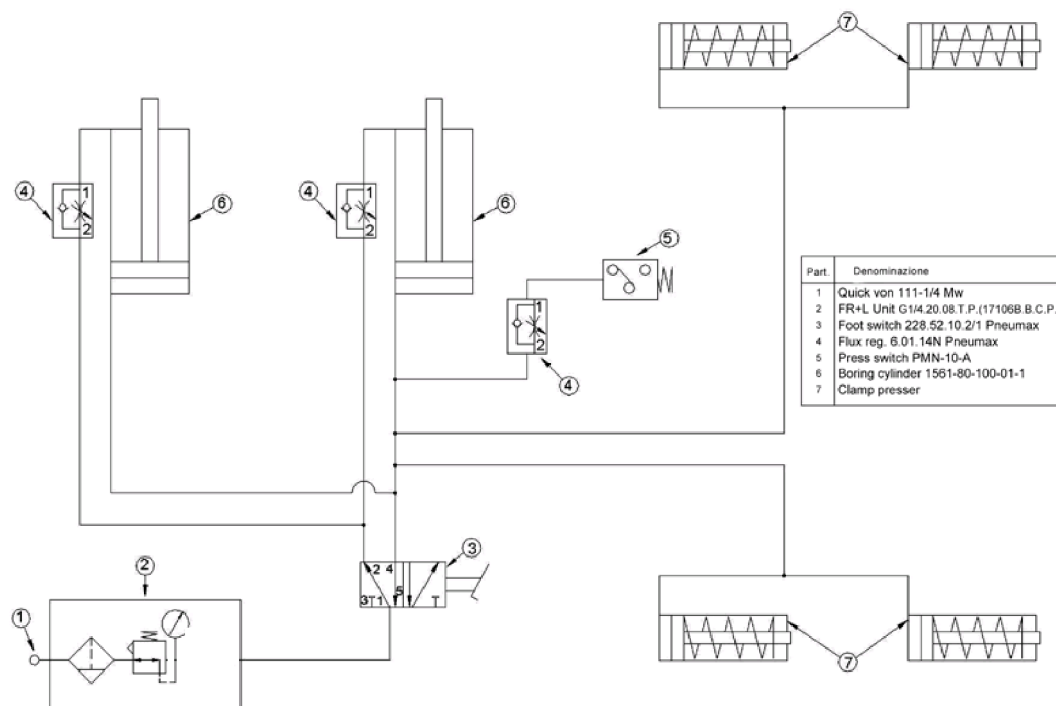 7
4
1
2
6
4
1
2
6
5
1
2
4
Part. Denominazione
1 Quick von 111-1/4 Mw
2 FR+L Unit G1/4.20.08.T.P.(17106B.B.C.P.
3 Foot switch 228.52.10.2/1 Pneumax
4 Flux reg. 6.01.14N Pneumax
5 Press switch PMN-10-A
6 Boring cylinder 1561-80-100-01-1
7 Clamp presser
3
2 4
5
3 1
2
1
7